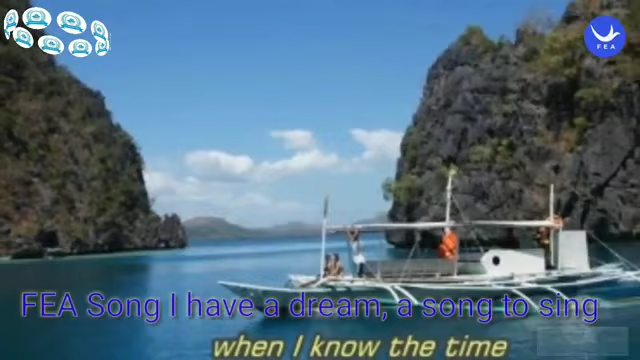 FEA
FEA Song I have a dream, a song to sing
when I know the time